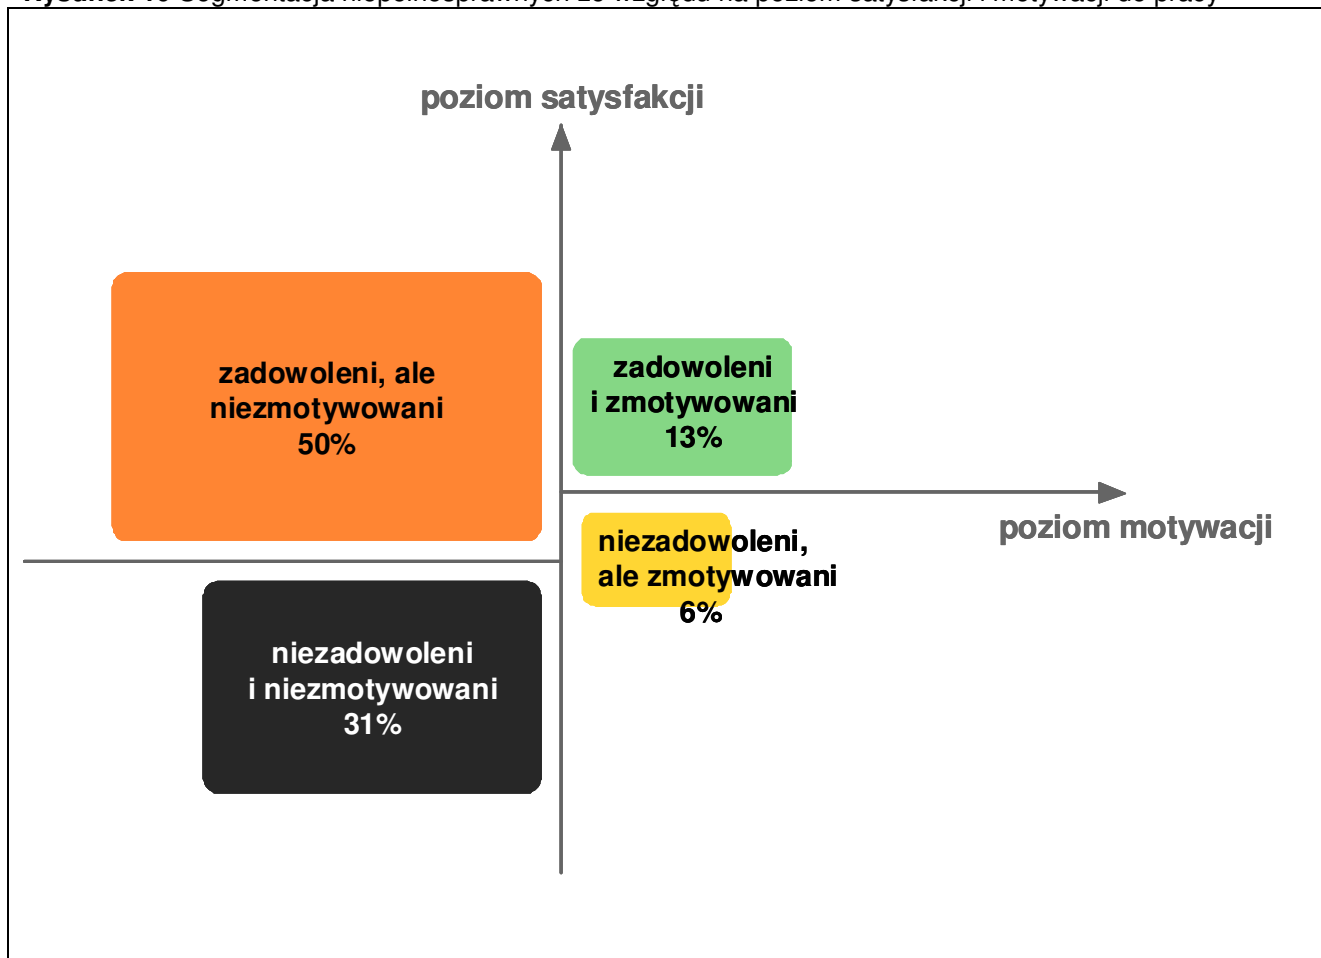 poziom satysfakcji
zadowoleni, ale
niezmotywowani
50%
zadowoleni
i zmotywowani
13%
poziom motywacji
niezadowoleni,
ale zmotywowani
6%
niezadowoleni
i niezmotywowani
31%